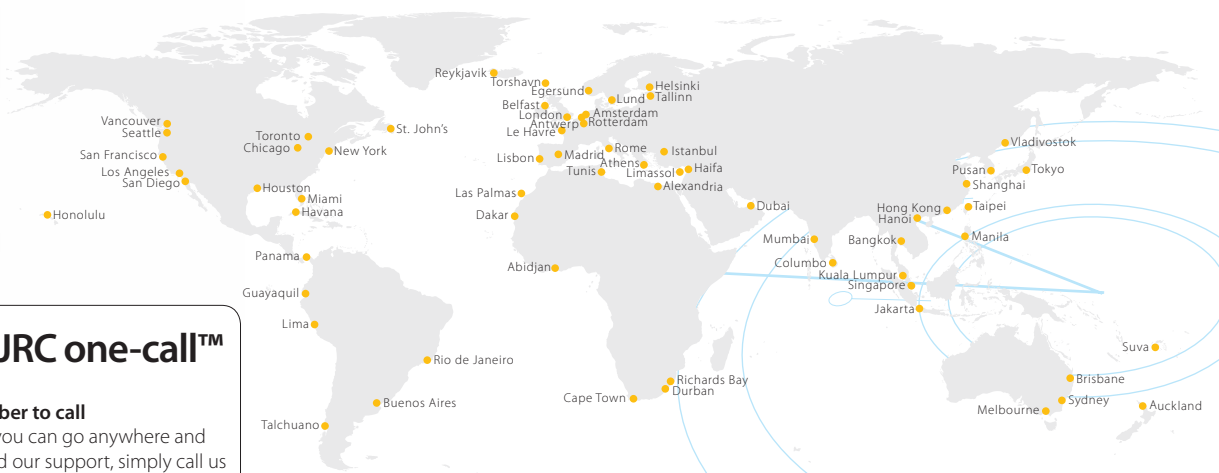 Reykjavik
Torshavn
Egersund
Helsinki
Tallinn
Lund
Belfast
London
Amsterdam
Antwerp
Rotterdam
Le Havre
Vancouver
Seattle
Toronto
Chicago
St. John's
New York
San Francisco
Los Angeles
San Diego
Houston
Miami
Havana
Honolulu
Lisbon
Madrid
Rome
Istanbul
Athens
Tunis
Limassol
Haifa
Alexandria
Las Palmas
Dakar
Dubai
Vladivostok
Pusan
Tokyo
Shanghai
Hong Kong
Taipei
Hanoi
Mumbai
Bangkok
Manila
Columbo
Kuala Lumpur
Singapore
Jakarta
Panama
Abidjan
Guayaquil
Lima
Rio de Janeiro
Buenos Aires
Talchuano
Richards Bay
Durban
Cape Town
Suva
Brisbane
Sydney
Melbourne
Auckland
JRC one-call™
ber to call
you can go anywhere and
d our support, simply call us